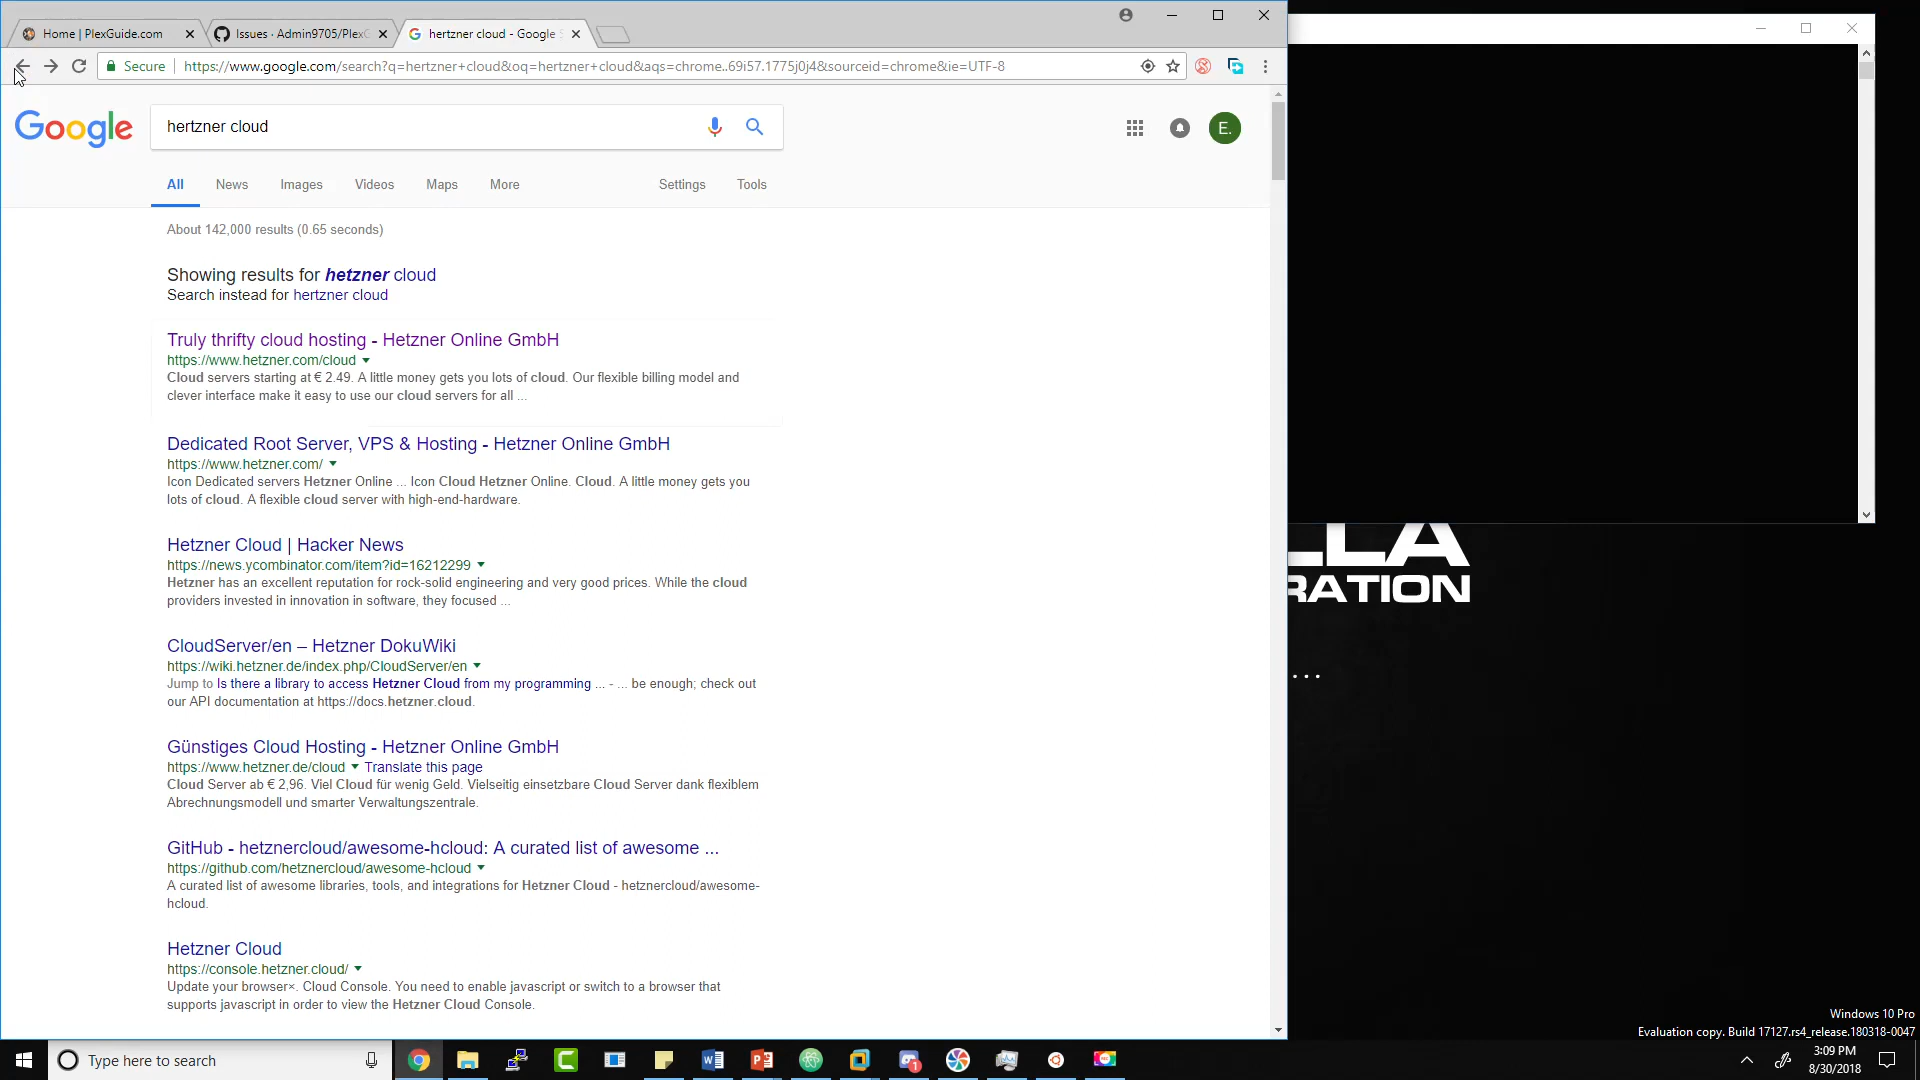 Home | PlexGuide.com
Issues · Admin9705/PlexG
hertzner cloud - Google S
Secure
https://www.google.com/search?q=hertzner+cloud&oq=hertzner+cloud&aqs=chrome..69i57.1775j0j4&sourceid=chrome&ie=UTF-8
Google
hertzner cloud
E.
All
News
Images
Videos
Maps
More
Settings
Tools
About 142,000 results (0.65 seconds)
Showing results for hetzner cloud
Search instead for hertzner cloud
Truly thrifty cloud hosting - Hetzner Online GmbH
https://www.hetzner.com/cloud
Cloud servers starting at € 2.49. A little money gets you lots of cloud. Our flexible billing model and
clever interface make it easy to use our cloud servers for all ...
Dedicated Root Server, VPS & Hosting - Hetzner Online GmbH
https://www.hetzner.com/
Icon Dedicated servers Hetzner Online ... Icon Cloud Hetzner Online. Cloud. A little money gets you
lots of cloud. A flexible cloud server with high-end-hardware.
Hetzner Cloud | Hacker News
https://news.ycombinator.com/item?id=16212299
Hetzner has an excellent reputation for rock-solid engineering and very good prices. While the cloud
providers invested in innovation in software, they focused ...
CloudServer/en – Hetzner DokuWiki
https://wiki.hetzner.de/index.php/CloudServer/en
Jump to Is there a library to access Hetzner Cloud from my programming ... - ... be enough; check out
our API documentation at https://docs.hetzner.cloud.
Günstiges Cloud Hosting - Hetzner Online GmbH
https://www.hetzner.de/cloud Translate this page
Cloud Server ab € 2,96. Viel Cloud für wenig Geld. Vielseitig einsetzbare Cloud Server dank flexiblem
Abrechnungsmodell und smarter Verwaltungszentrale.
GitHub - hetznercloud/awesome-hcloud: A curated list of awesome ...
https://github.com/hetznercloud/awesome-hcloud
A curated list of awesome libraries, tools, and integrations for Hetzner Cloud - hetznercloud/awesome-
hcloud.
Hetzner Cloud
https://console.hetzner.cloud/
Update your browser×. Cloud Console. You need to enable javascript or switch to a browser that
supports javascript in order to view the Hetzner Cloud Console.
LLA
RATION
...
Windows 10 Pro
Evaluation copy. Build 17127.rs4_release.180318-0047
Type here to search
1
3:09 PM
8/30/2018